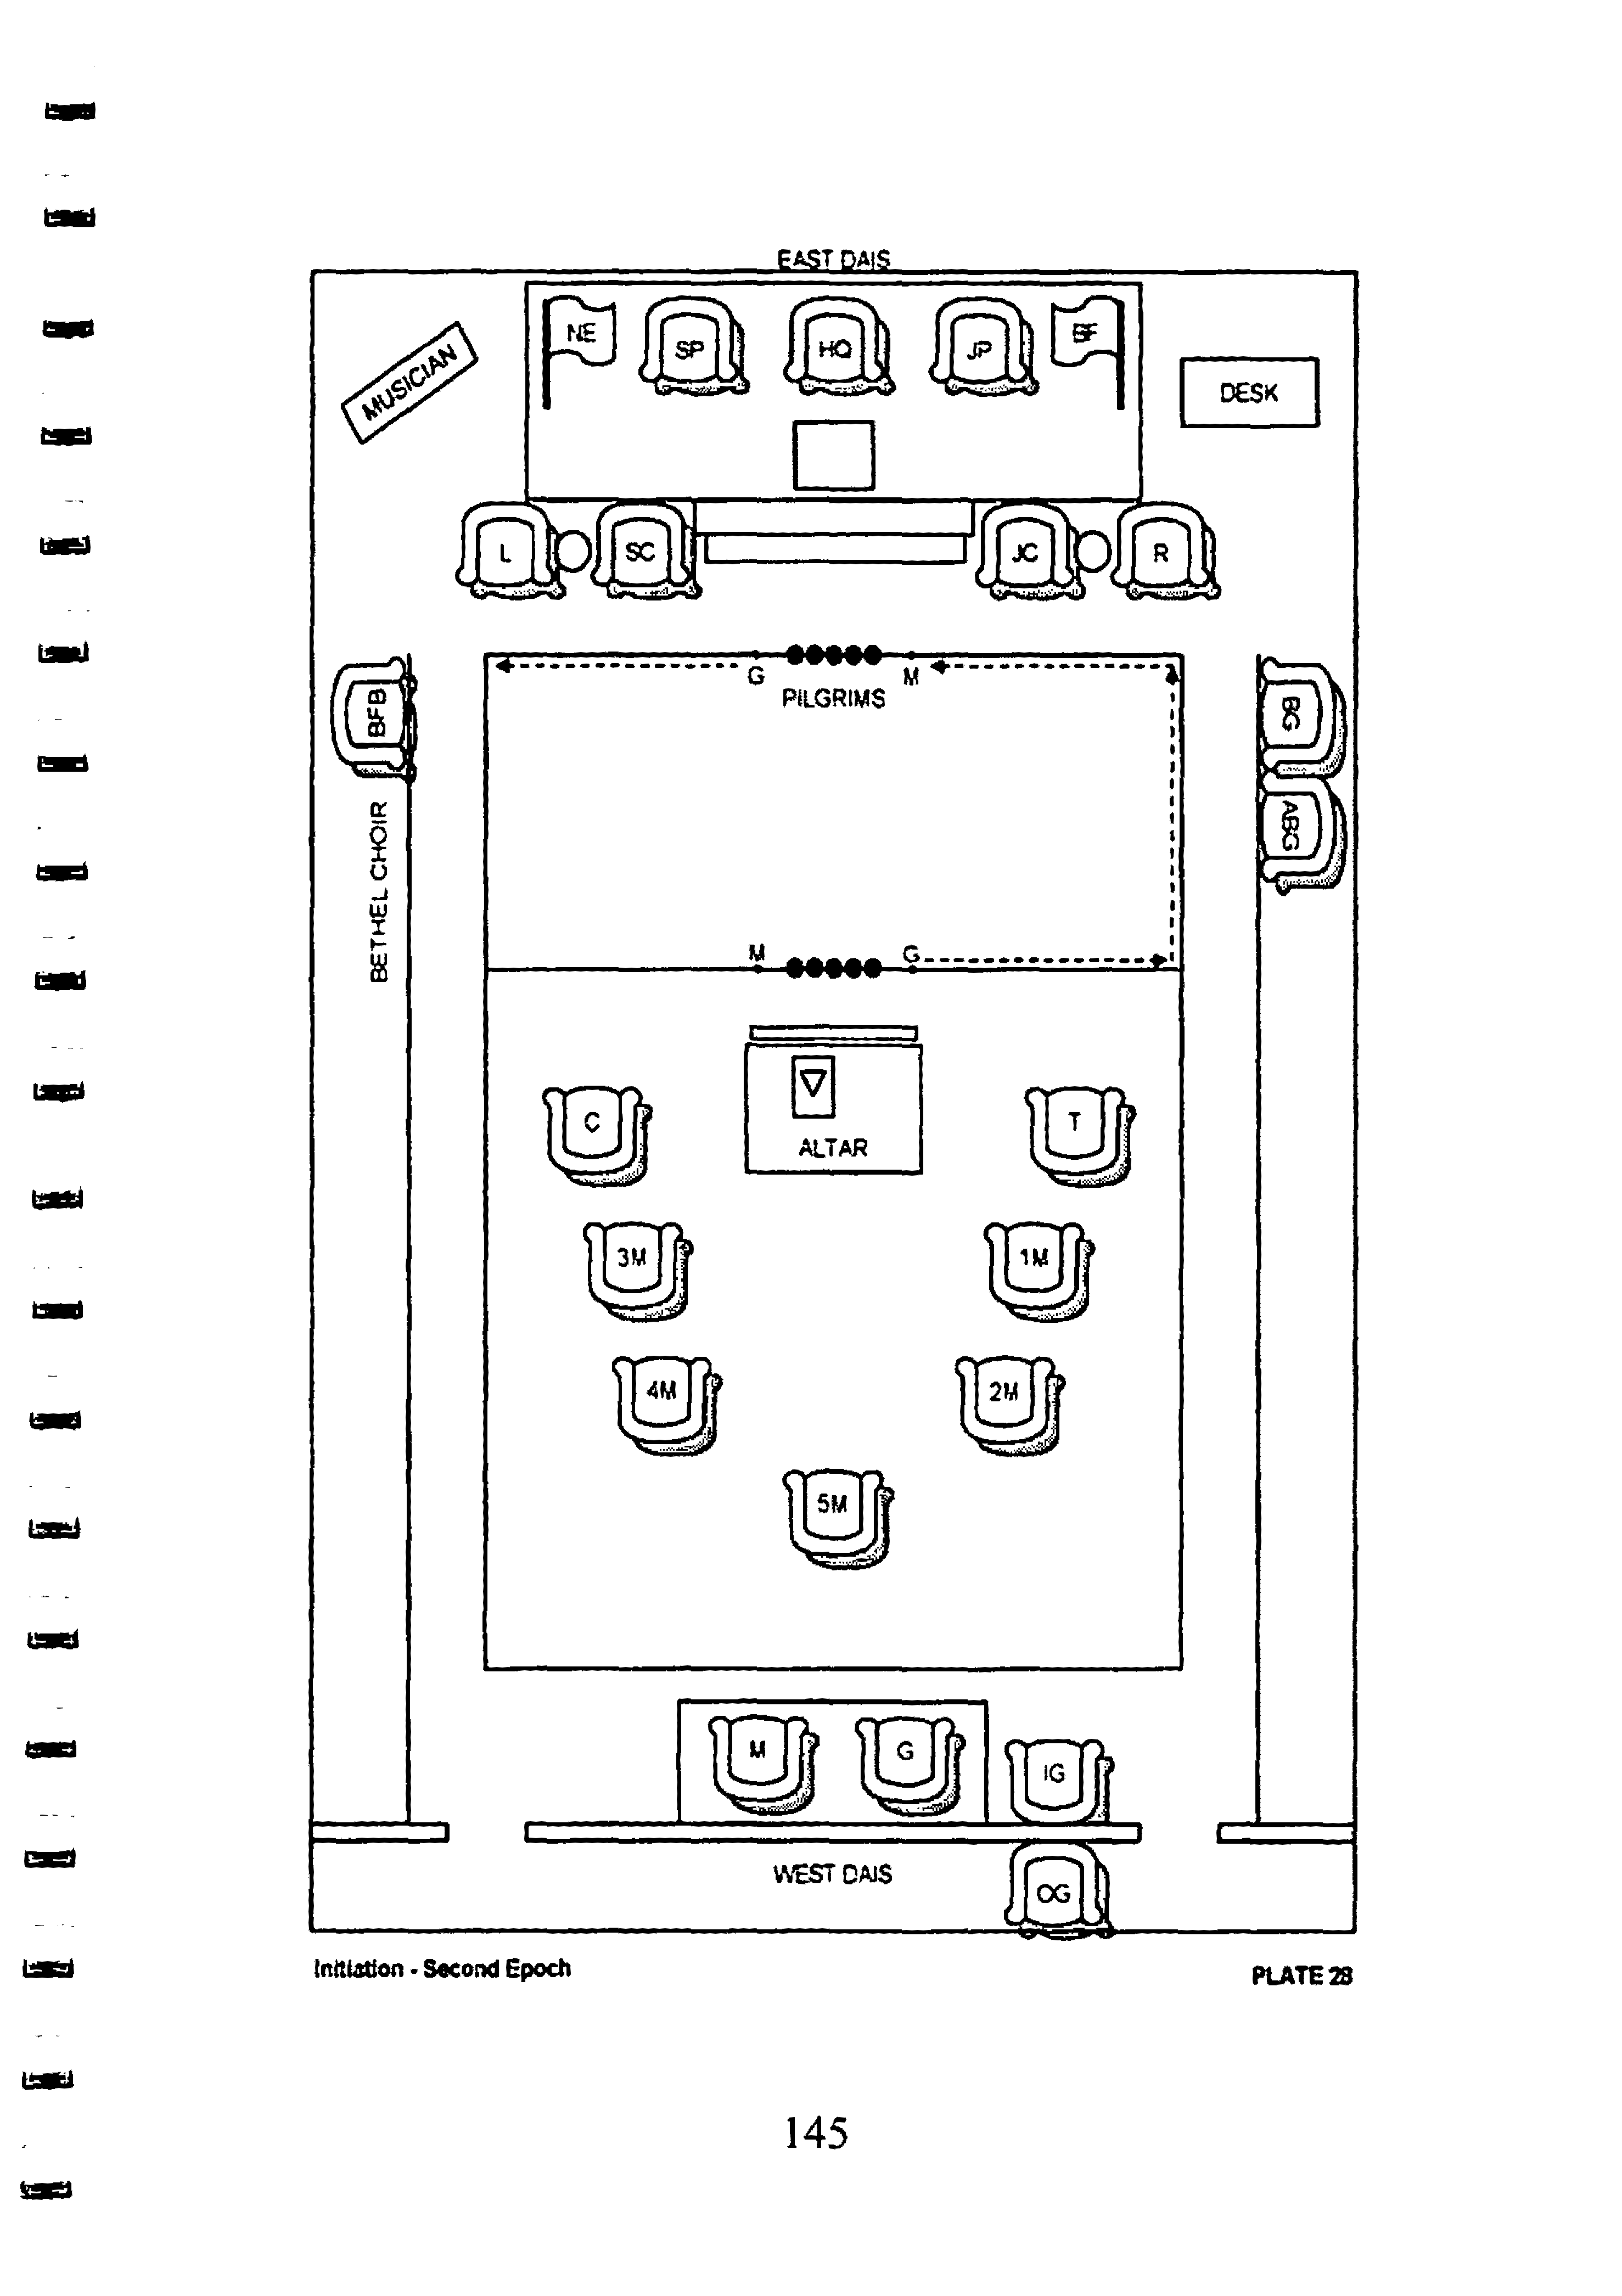 EAST DAIS
NE
SP
HQ
JP
BF
MUSICIAN
DESK
L
SC
JC
R
G
M
PILGRIMS
BFB
BG
ABG
BETHEL CHOIR
M
G
ALTAR
C
T
3M
1M
4M
2M
5M
M
G
IG
WEST DAIS
OG
Initiation - Second Epoch
PLATE 28
145